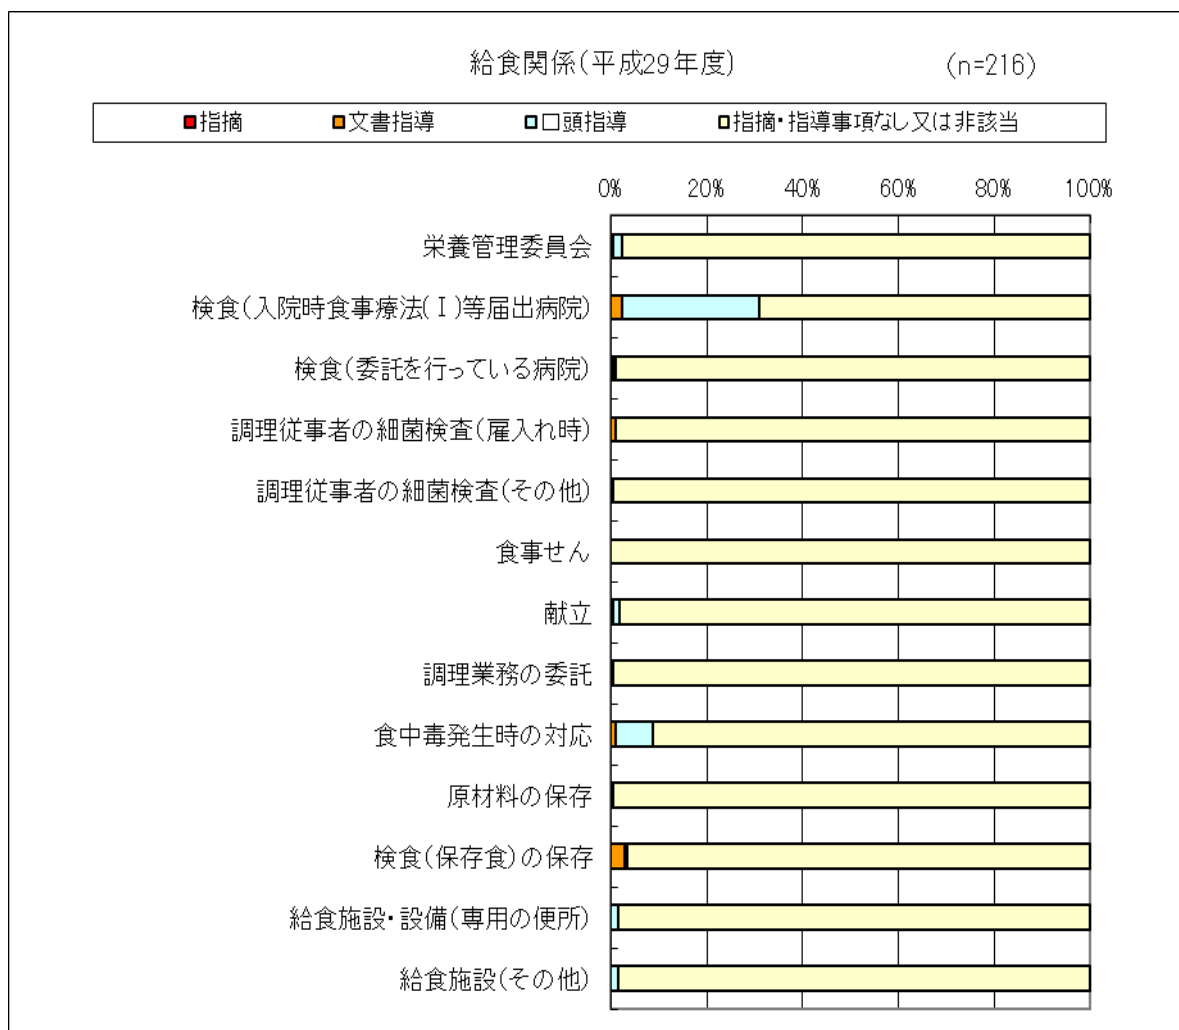 給食関係(平成29年度) (n=216)
■指摘 ■文書指導 □口頭指導 □指摘・指導事項なし又は非該当
0% 20% 40% 60% 80% 100%
栄養管理委員会
検食(入院時食事療法(Ⅰ)等届出病院)
検食(委託を行っている病院)
調理従事者の細菌検査(雇入れ時)
調理従事者の細菌検査(その他)
食事せん
献立
調理業務の委託
食中毒発生時の対応
原材料の保存
検食(保存食)の保存
給食施設・設備(専用の便所)
給食施設(その他)